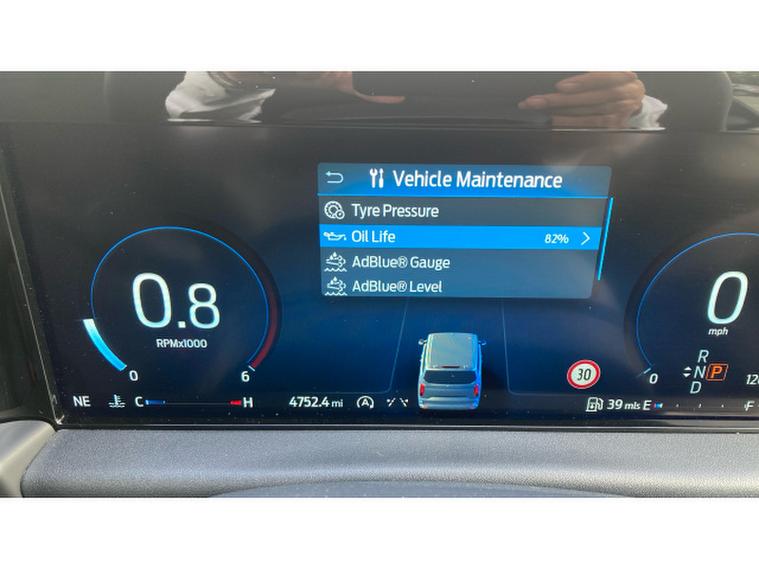 Vehicle Maintenance
Tyre Pressure
Oil Life 82%
AdBlue® Gauge
AdBlue® Level
0.8
RPMx1000
0 6
0
mph
0
R
N P
D
30
NE C H 4752.4 mi A 39 mls E F